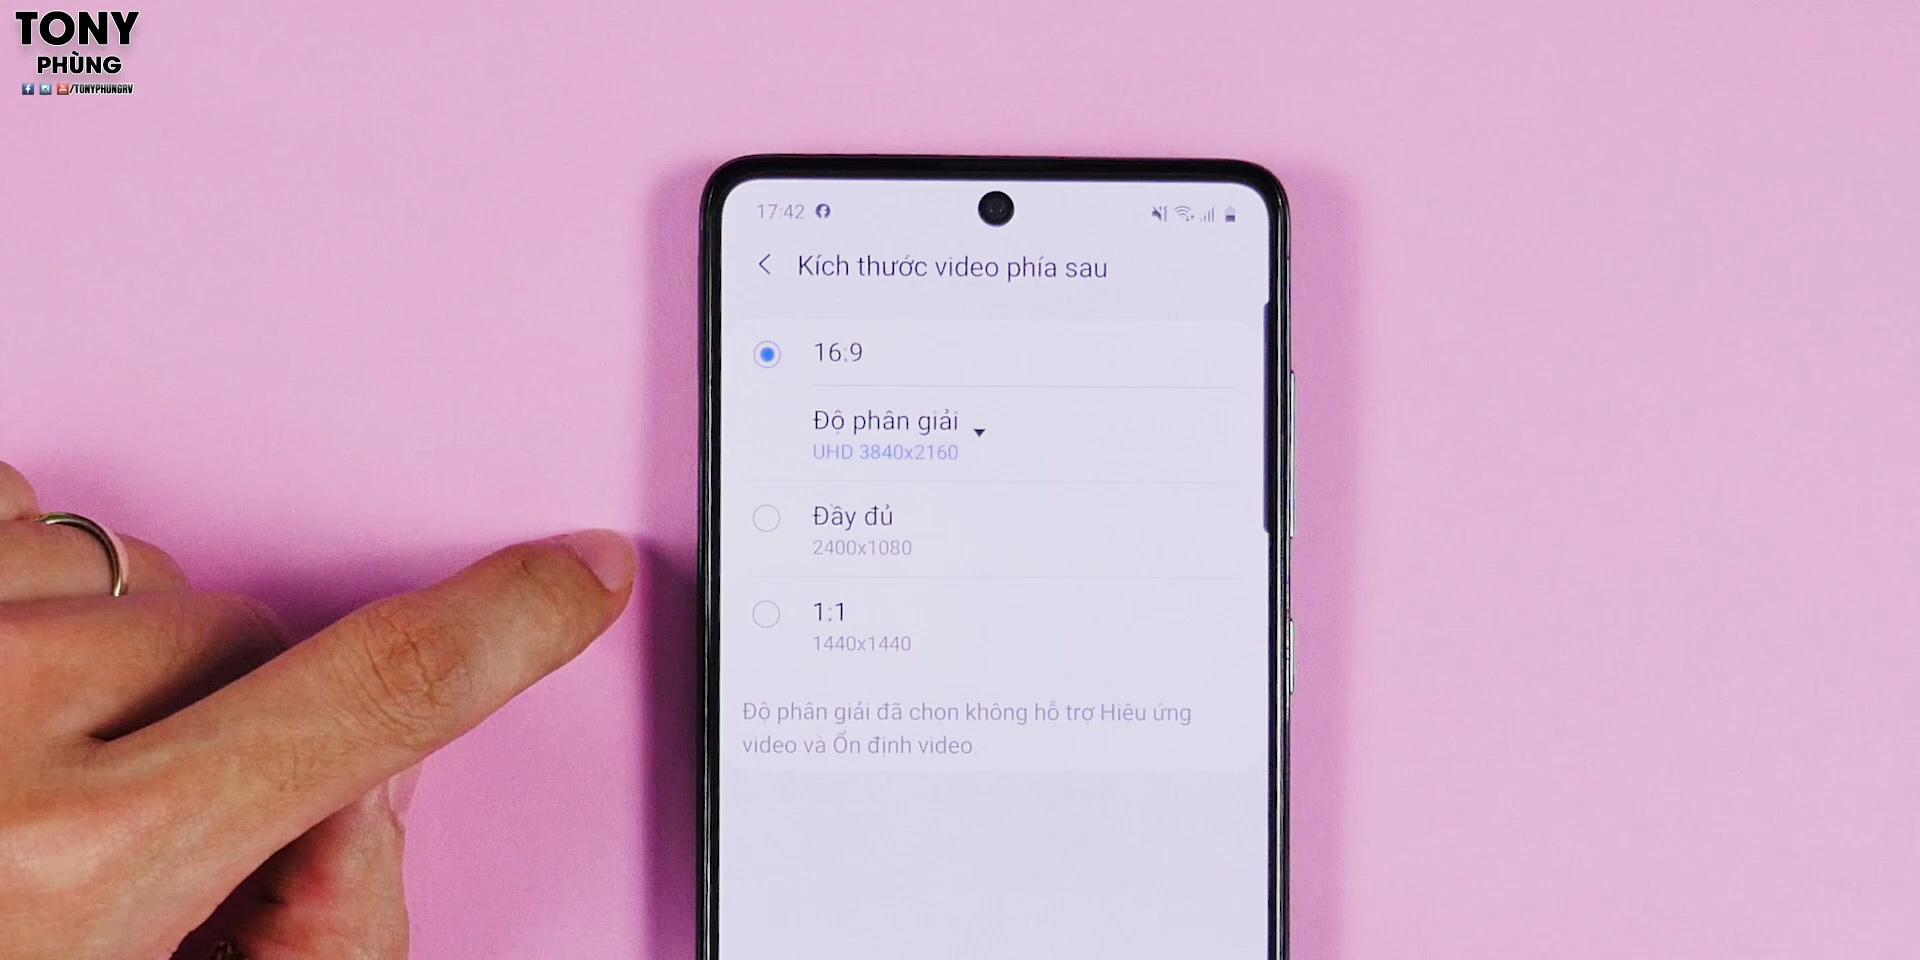 TONY
PHÙNG
/TONYPHUNGRV
17:42
Kích thước video phía sau
16:9
Độ phân giải
UHD 3840x2160
Đầy đủ
2400x1080
1:1
1440x1440
Độ phân giải đã chọn không hỗ trợ Hiệu ứng
video và Ổn định video.